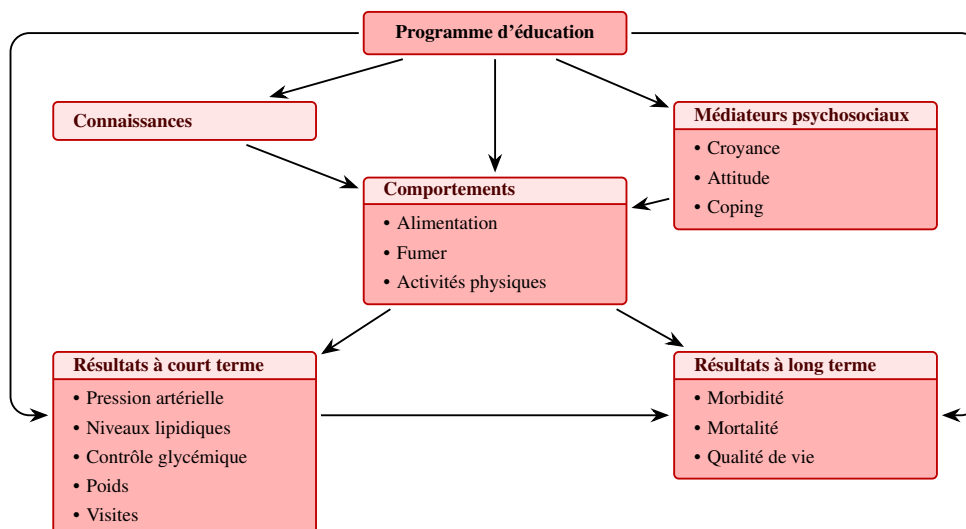 Programme d'éducation
Connaissances
Médiateurs psychosociaux
• Croyance
• Attitude
• Coping
Comportements
• Alimentation
• Fumer
• Activités physiques
Résultats à court terme
• Pression artérielle
• Niveaux lipidiques
• Contrôle glycémique
• Poids
• Visites
Résultats à long terme
• Morbidité
• Mortalité
• Qualité de vie